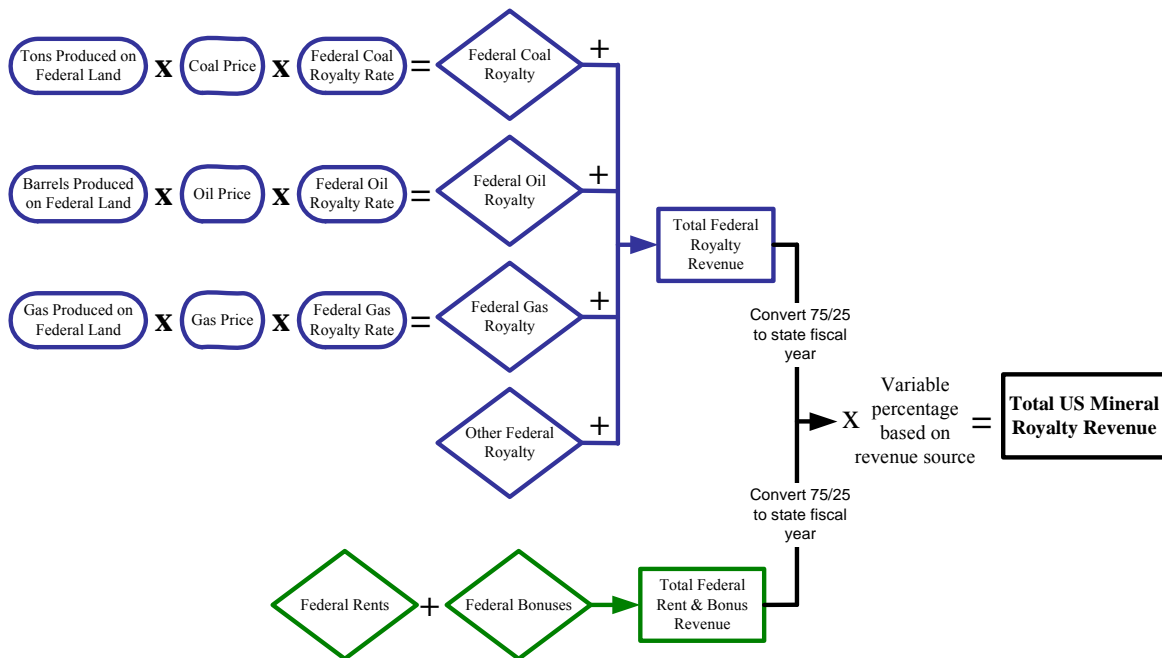 Tons Produced on
Federal Land
x
Coal Price
x
Federal Coal
Royalty Rate
=
Federal Coal
Royalty
+
Barrels Produced
on Federal Land
x
Oil Price
x
Federal Oil
Royalty Rate
=
Federal Oil
Royalty
+
Gas Produced on
Federal Land
x
Gas Price
x
Federal Gas
Royalty Rate
=
Federal Gas
Royalty
+
Other Federal
Royalty
+
Total Federal
Royalty
Revenue
Convert 75/25
to state fiscal
year
Federal Rents
+
Federal Bonuses
Total Federal
Rent & Bonus
Revenue
Convert 75/25
to state fiscal
year
X
Variable
percentage
based on
revenue source
=
Total US Mineral
Royalty Revenue